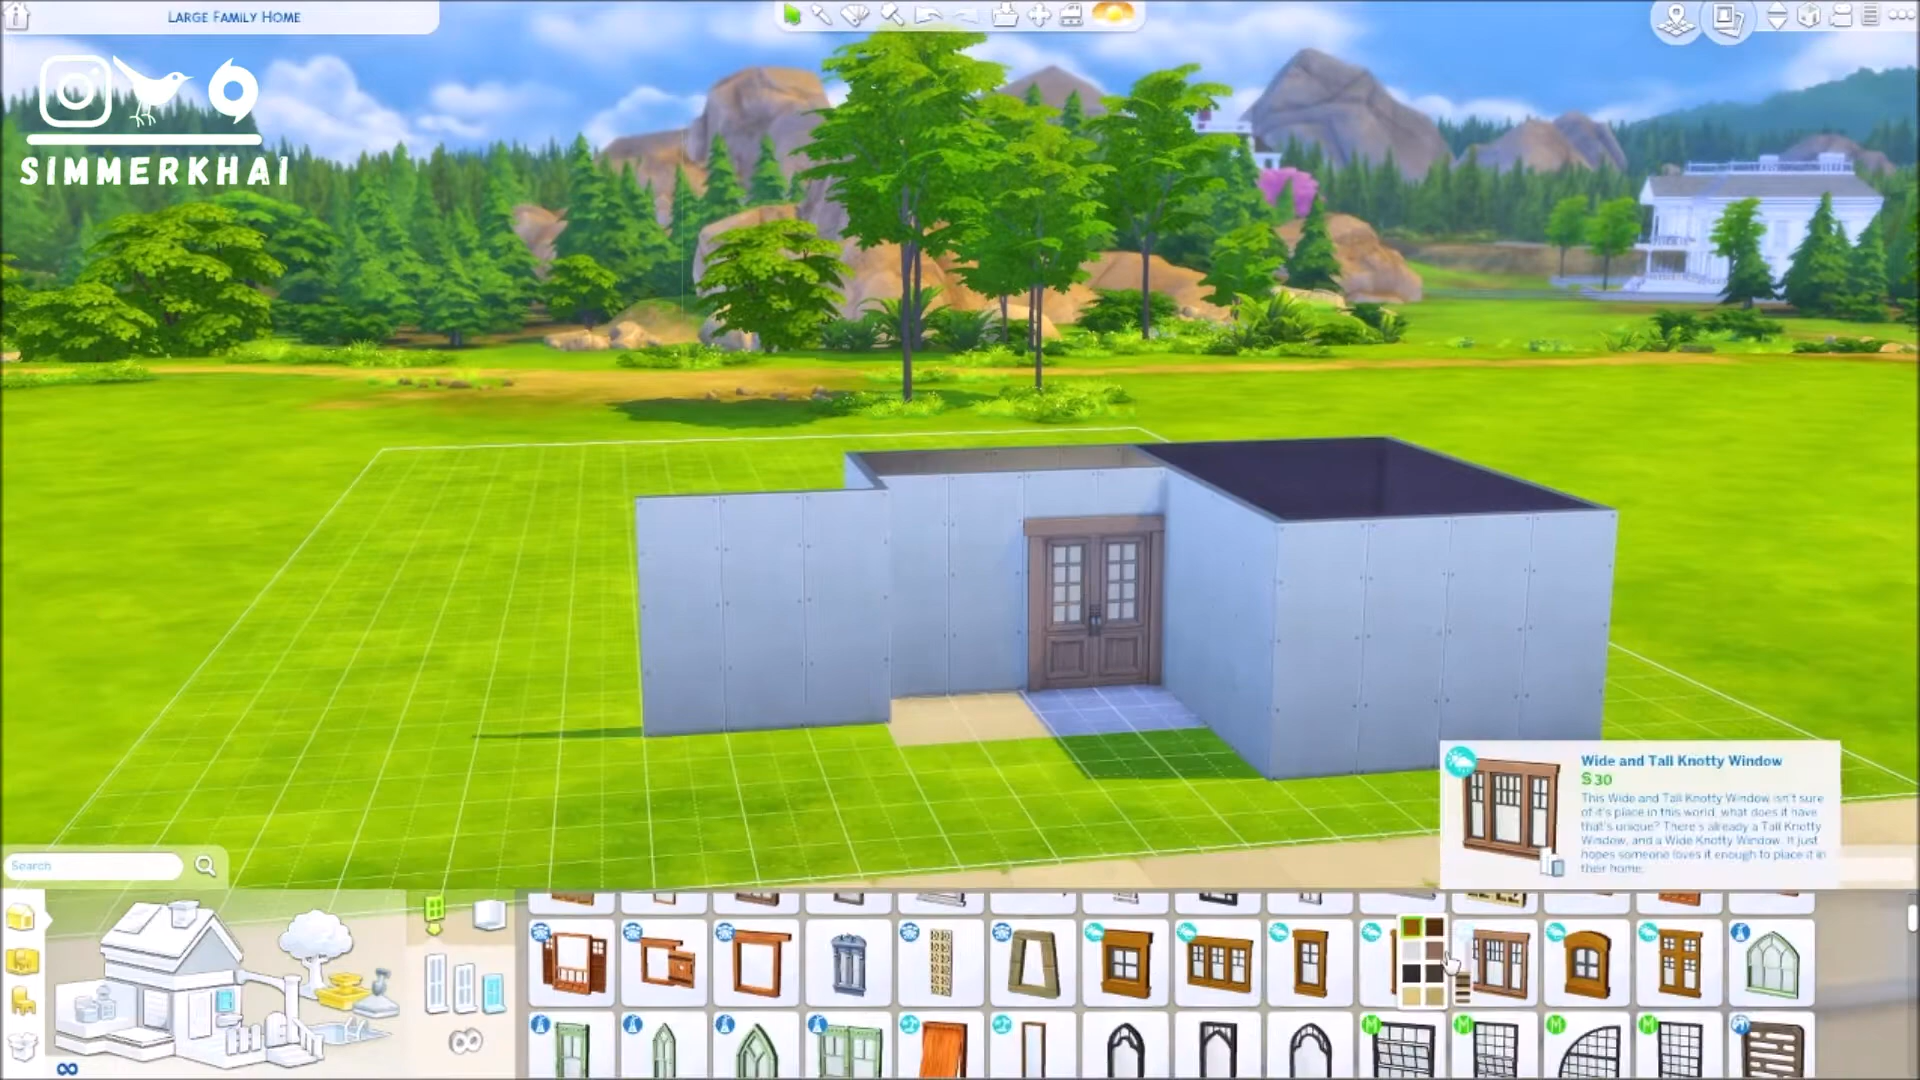 LARGE FAMILY HOME
SIMMERKHAI
Wide and Tall Knotty Window
§30
This Wide and Tall Knotty Window isn't sure
of it's place in this world, what does it have
that's unique? There's already a Tall Knotty
Window, and a Wide Knotty Window. It just
hopes someone loves it enough to place it in
their home.
Search